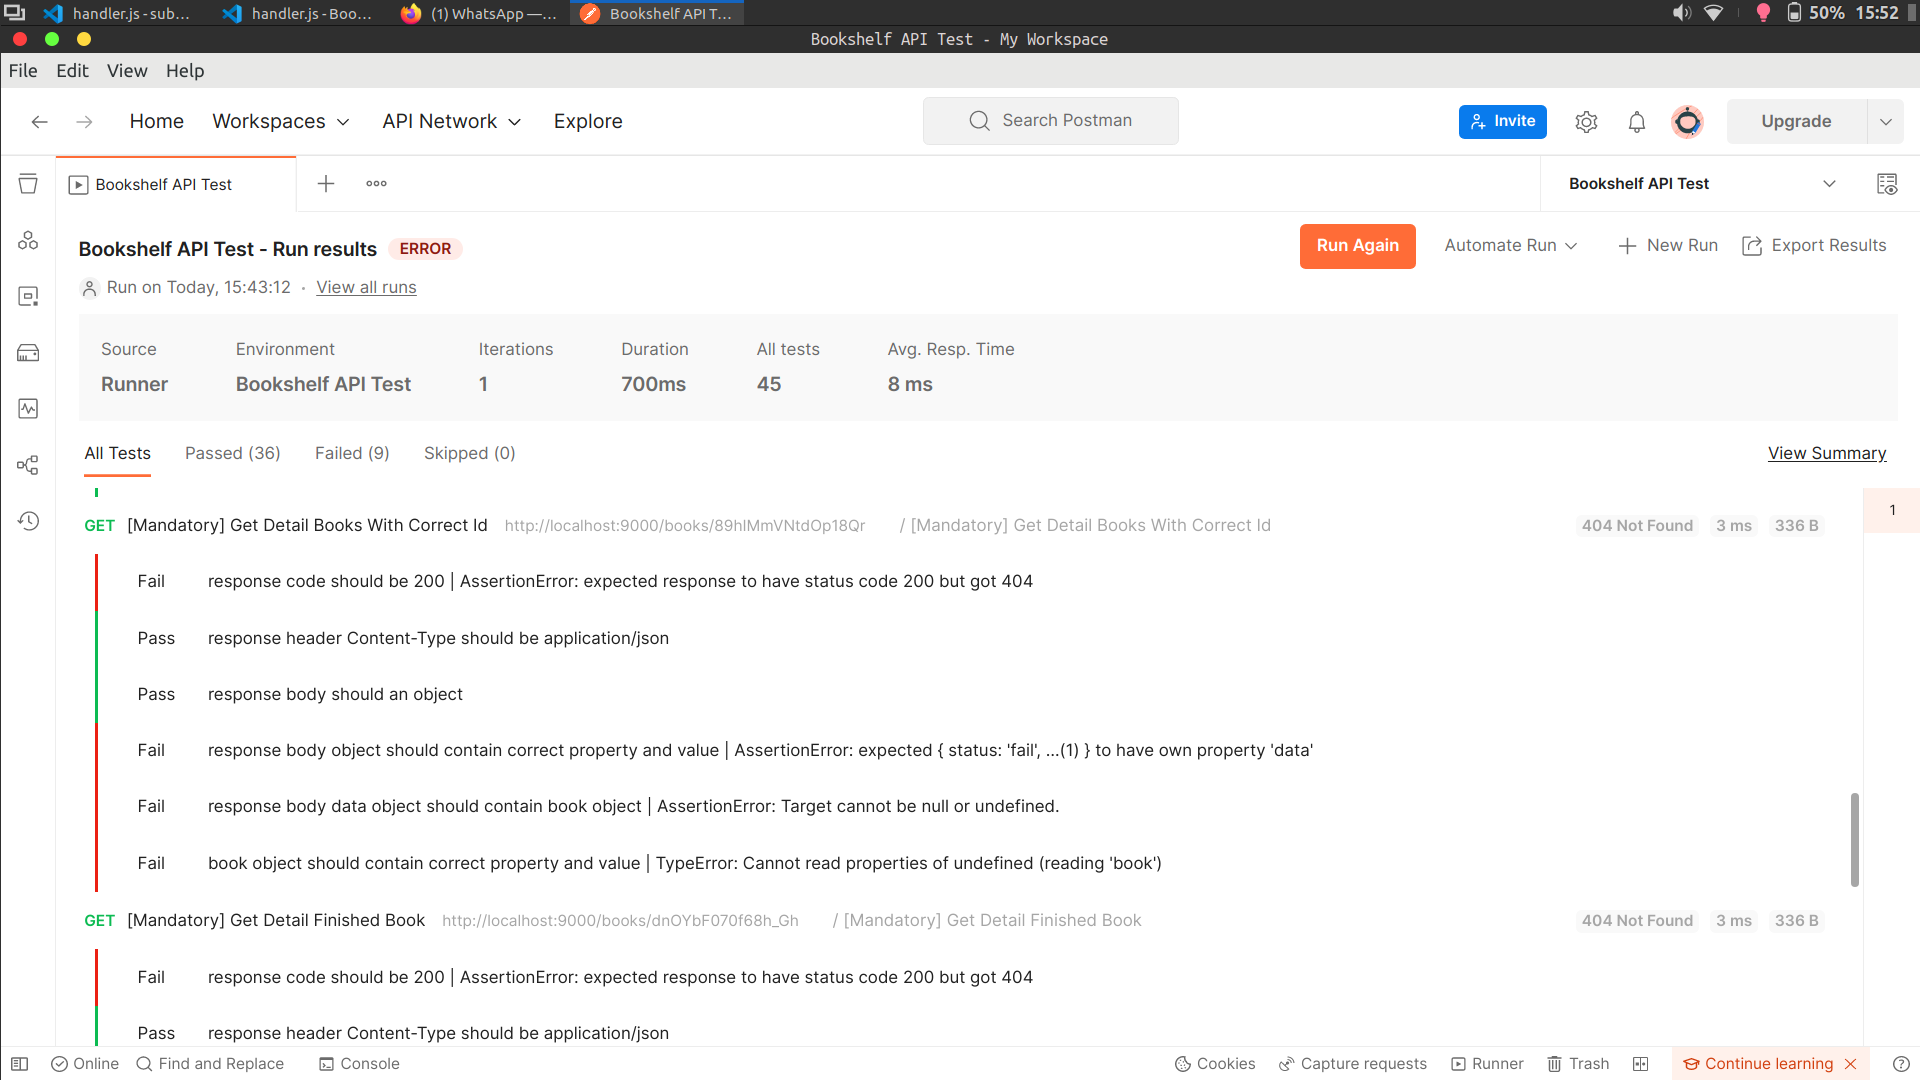 handler.js - sub... handler.js - Boo... (1) WhatsApp —... Bookshelf API T... 50% 15:52
Bookshelf API Test - My Workspace
File Edit View Help
Home Workspaces API Network Explore Search Postman Invite Upgrade
Bookshelf API Test Bookshelf API Test
Bookshelf API Test - Run results ERROR Run Again Automate Run New Run Export Results
Run on Today, 15:43:12 · View all runs
Source Environment Iterations Duration All tests Avg. Resp. Time
Runner Bookshelf API Test 1 700ms 45 8 ms
All Tests Passed (36) Failed (9) Skipped (0) View Summary
1
GET [Mandatory] Get Detail Books With Correct Id http://localhost:9000/books/89hlMmVNtdOp18Qr / [Mandatory] Get Detail Books With Correct Id 404 Not Found 3 ms 336 B
Fail response code should be 200 | AssertionError: expected response to have status code 200 but got 404
Pass response header Content-Type should be application/json
Pass response body should an object
Fail response body object should contain correct property and value | AssertionError: expected { status: 'fail', ...(1) } to have own property 'data'
Fail response body data object should contain book object | AssertionError: Target cannot be null or undefined.
Fail book object should contain correct property and value | TypeError: Cannot read properties of undefined (reading 'book')
GET [Mandatory] Get Detail Finished Book http://localhost:9000/books/dnOYbF070f68h_Gh / [Mandatory] Get Detail Finished Book 404 Not Found 3 ms 336 B
Fail response code should be 200 | AssertionError: expected response to have status code 200 but got 404
Pass response header Content-Type should be application/json
Online Find and Replace Console Cookies Capture requests Runner Trash Continue learning